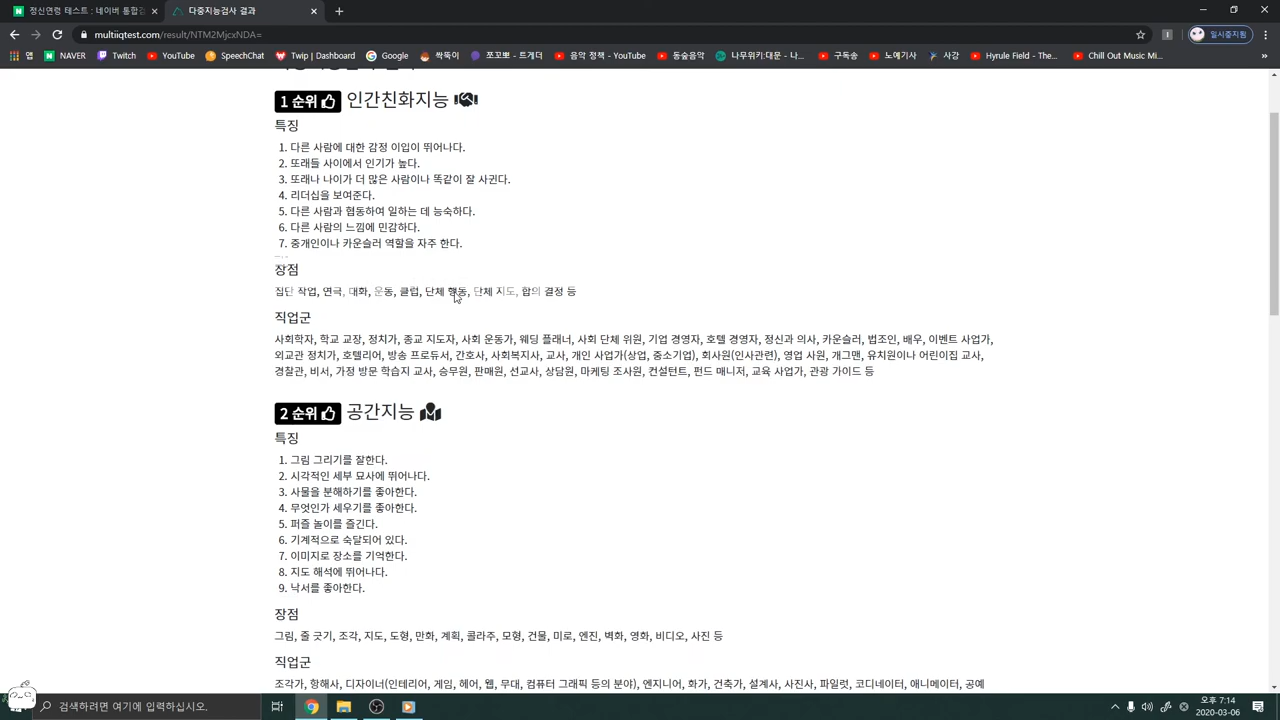 정신연령 테스트 : 네이버 통합검
다중지능검사 결과
multiiqtest.com/result/NTM2MjcxNDA=
일시중지됨
앱
NAVER
Twitch
YouTube
SpeechChat
Twip | Dashboard
Google
싹뚝이
쪼꼬뽀 - 트게더
음악 정책 - YouTube
동숲음악
나무위키:대문 - 나...
구독송
노예기사
사강
Hyrule Field - The...
Chill Out Music Mi...
1 순위 인간친화지능
특징
1. 다른 사람에 대한 감정 이입이 뛰어나다.
2. 또래들 사이에서 인기가 높다.
3. 또래나 나이가 더 많은 사람이나 똑같이 잘 사귄다.
4. 리더십을 보여준다.
5. 다른 사람과 협동하여 일하는 데 능숙하다.
6. 다른 사람의 느낌에 민감하다.
7. 중개인이나 카운슬러 역할을 자주 한다.
장점
집단 작업, 연극, 대화, 운동, 클럽, 단체 행동, 단체 지도, 합의 결정 등
직업군
사회학자, 학교 교장, 정치가, 종교 지도자, 사회 운동가, 웨딩 플래너, 사회 단체 위원, 기업 경영자, 호텔 경영자, 정신과 의사, 카운슬러, 법조인, 배우, 이벤트 사업가,
외교관 정치가, 호텔리어, 방송 프로듀서, 간호사, 사회복지사, 교사, 개인 사업가(상업, 중소기업), 회사원(인사관련), 영업 사원, 개그맨, 유치원이나 어린이집 교사,
경찰관, 비서, 가정 방문 학습지 교사, 승무원, 판매원, 선교사, 상담원, 마케팅 조사원, 컨설턴트, 펀드 매니저, 교육 사업가, 관광 가이드 등
2 순위 공간지능
특징
1. 그림 그리기를 잘한다.
2. 시각적인 세부 묘사에 뛰어나다.
3. 사물을 분해하기를 좋아한다.
4. 무엇인가 세우기를 좋아한다.
5. 퍼즐 놀이를 즐긴다.
6. 기계적으로 숙달되어 있다.
7. 이미지로 장소를 기억한다.
8. 지도 해석에 뛰어나다.
9. 낙서를 좋아한다.
장점
그림, 줄 긋기, 조각, 지도, 도형, 만화, 계획, 콜라주, 모형, 건물, 미로, 엔진, 벽화, 영화, 비디오, 사진 등
직업군
조각가, 항해사, 디자이너(인테리어, 게임, 헤어, 웹, 무대, 컴퓨터 그래픽 등의 분야), 엔지니어, 화가, 건축가, 설계사, 사진사, 파일럿, 코디네이터, 애니메이터, 공예
검색하려면 여기에 입력하십시오.
오후 7:14
2020-03-06